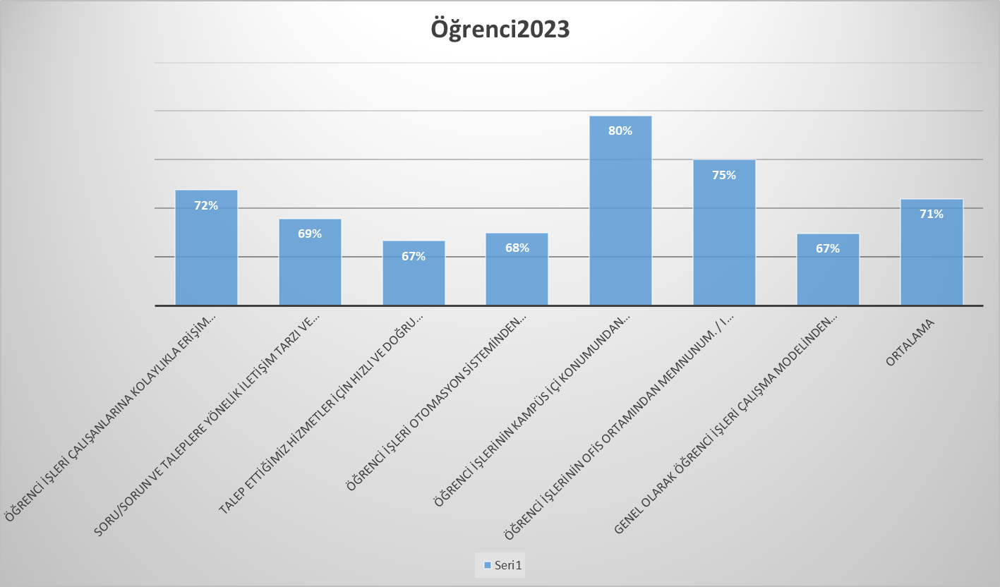 Öğrenci2023
72%
69%
67%
68%
80%
75%
67%
71%
ÖĞRENCİ İŞLERİ ÇALIŞANLARINA KOLAYLIKLA ERİŞİM…
SORU/SORUN VE TALEPLERE YÖNELİK İLETİŞİM TARZI VE…
TALEP ETTİĞİMİZ HİZMETLER İÇİN HIZLI VE DOĞRU…
ÖĞRENCİ İŞLERİ OTOMASYON SİSTEMİNDEN…
ÖĞRENCİ İŞLERİNİN KAMPÜS İÇİ KONUMUNDAN…
ÖĞRENCİ İŞLERİNİN OFİS ORTAMINDAN MEMNUNUM. / I…
GENEL OLARAK ÖĞRENCİ İŞLERİ ÇALIŞMA MODELİNDEN…
ORTALAMA
Seri1